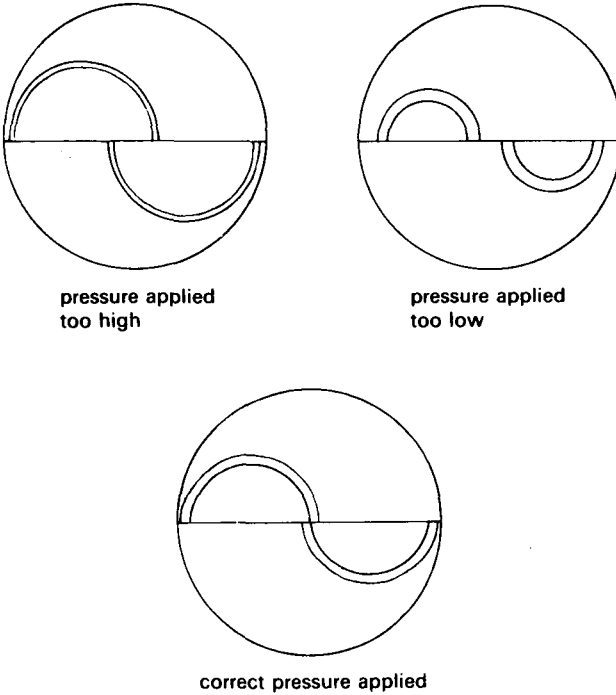 pressure applied
too high
pressure applied
too low
correct pressure applied